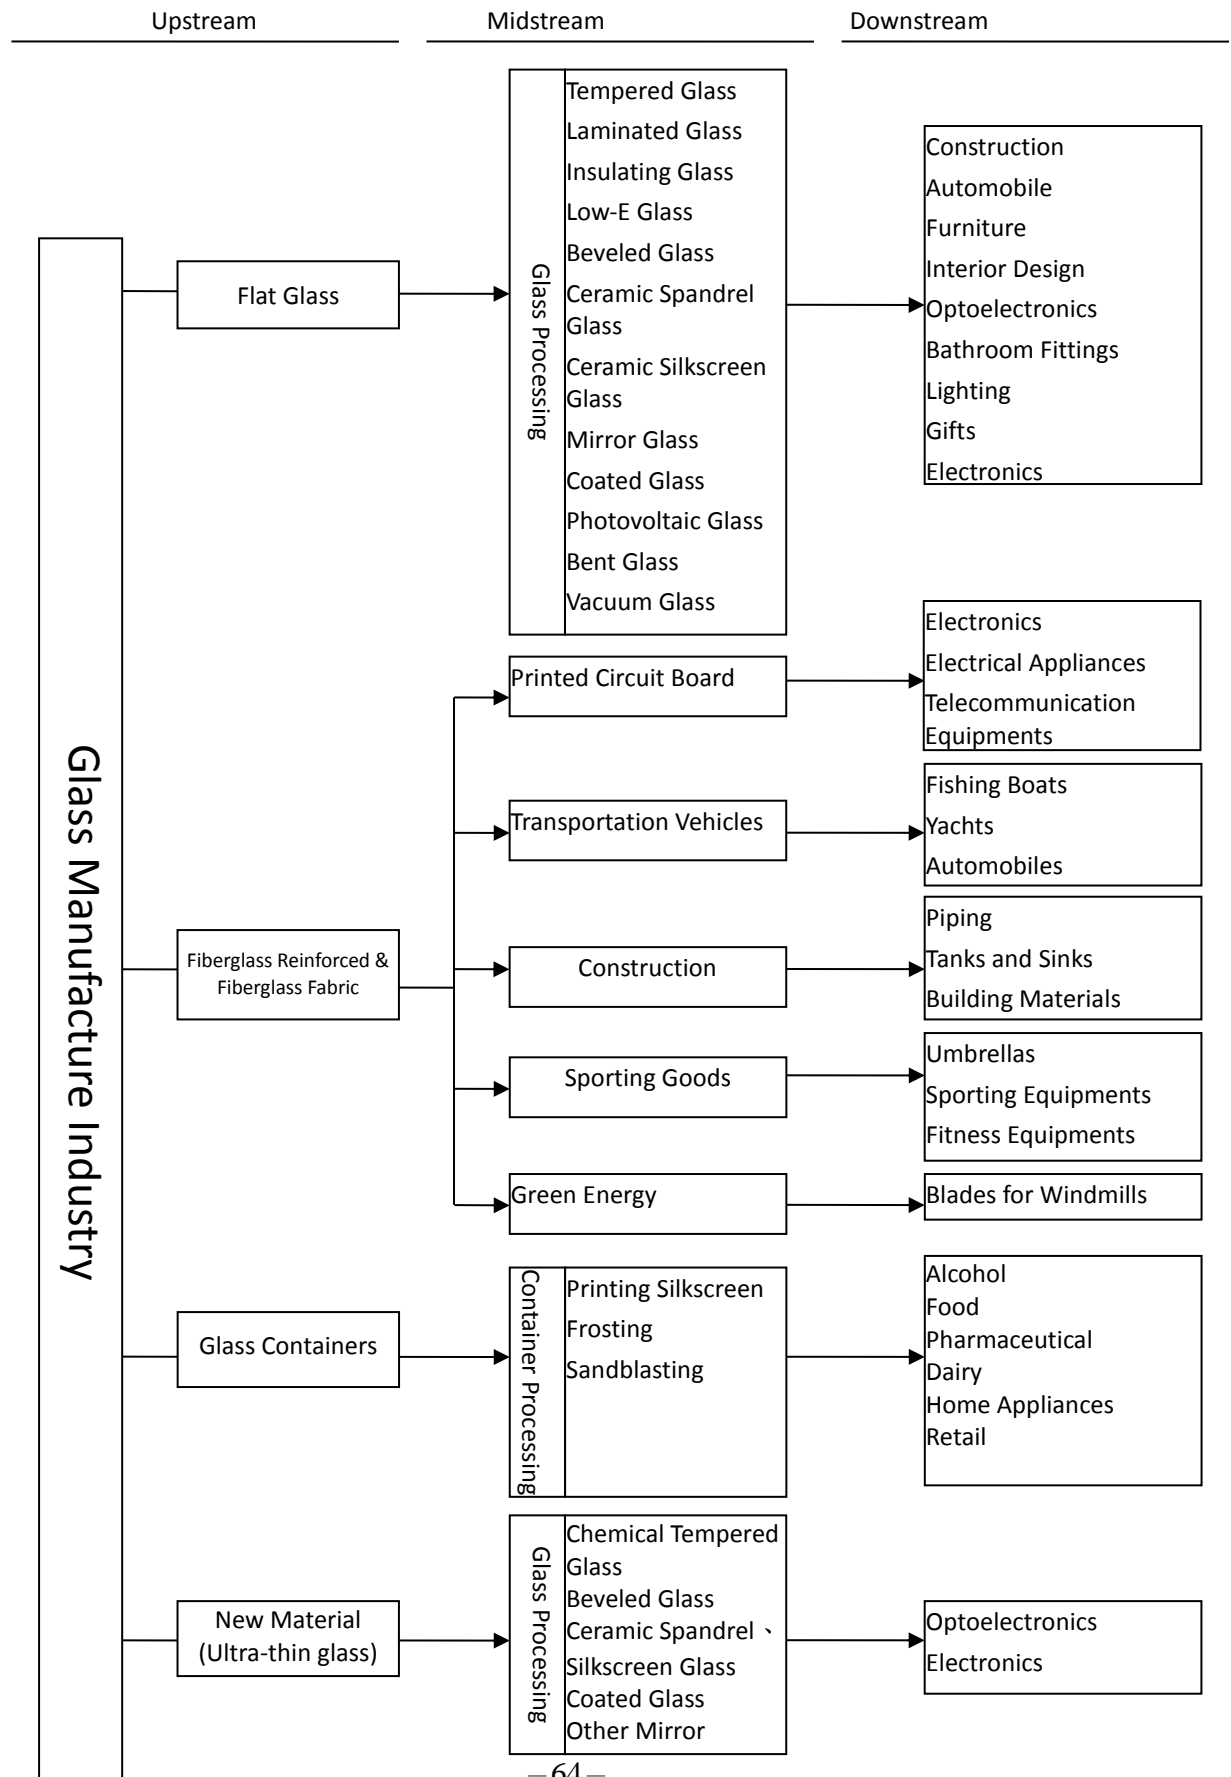 Upstream
Midstream
Downstream
Glass Manufacture Industry
Flat Glass
Glass Processing
Tempered Glass
Laminated Glass
Insulating Glass
Low-E Glass
Beveled Glass
Ceramic Spandrel
Glass
Ceramic Silkscreen
Glass
Mirror Glass
Coated Glass
Photovoltaic Glass
Bent Glass
Vacuum Glass
Construction
Automobile
Furniture
Interior Design
Optoelectronics
Bathroom Fittings
Lighting
Gifts
Electronics
Fiberglass Reinforced &
Fiberglass Fabric
Printed Circuit Board
Electronics
Electrical Appliances
Telecommunication
Equipments
Transportation Vehicles
Fishing Boats
Yachts
Automobiles
Construction
Piping
Tanks and Sinks
Building Materials
Sporting Goods
Umbrellas
Sporting Equipments
Fitness Equipments
Green Energy
Blades for Windmills
Glass Containers
Container Processing
Printing Silkscreen
Frosting
Sandblasting
Alcohol
Food
Pharmaceutical
Dairy
Home Appliances
Retail
New Material
(Ultra-thin glass)
Glass Processing
Chemical Tempered
Glass
Beveled Glass
Ceramic Spandrel、
Silkscreen Glass
Coated Glass
Other Mirror
Optoelectronics
Electronics
－64－